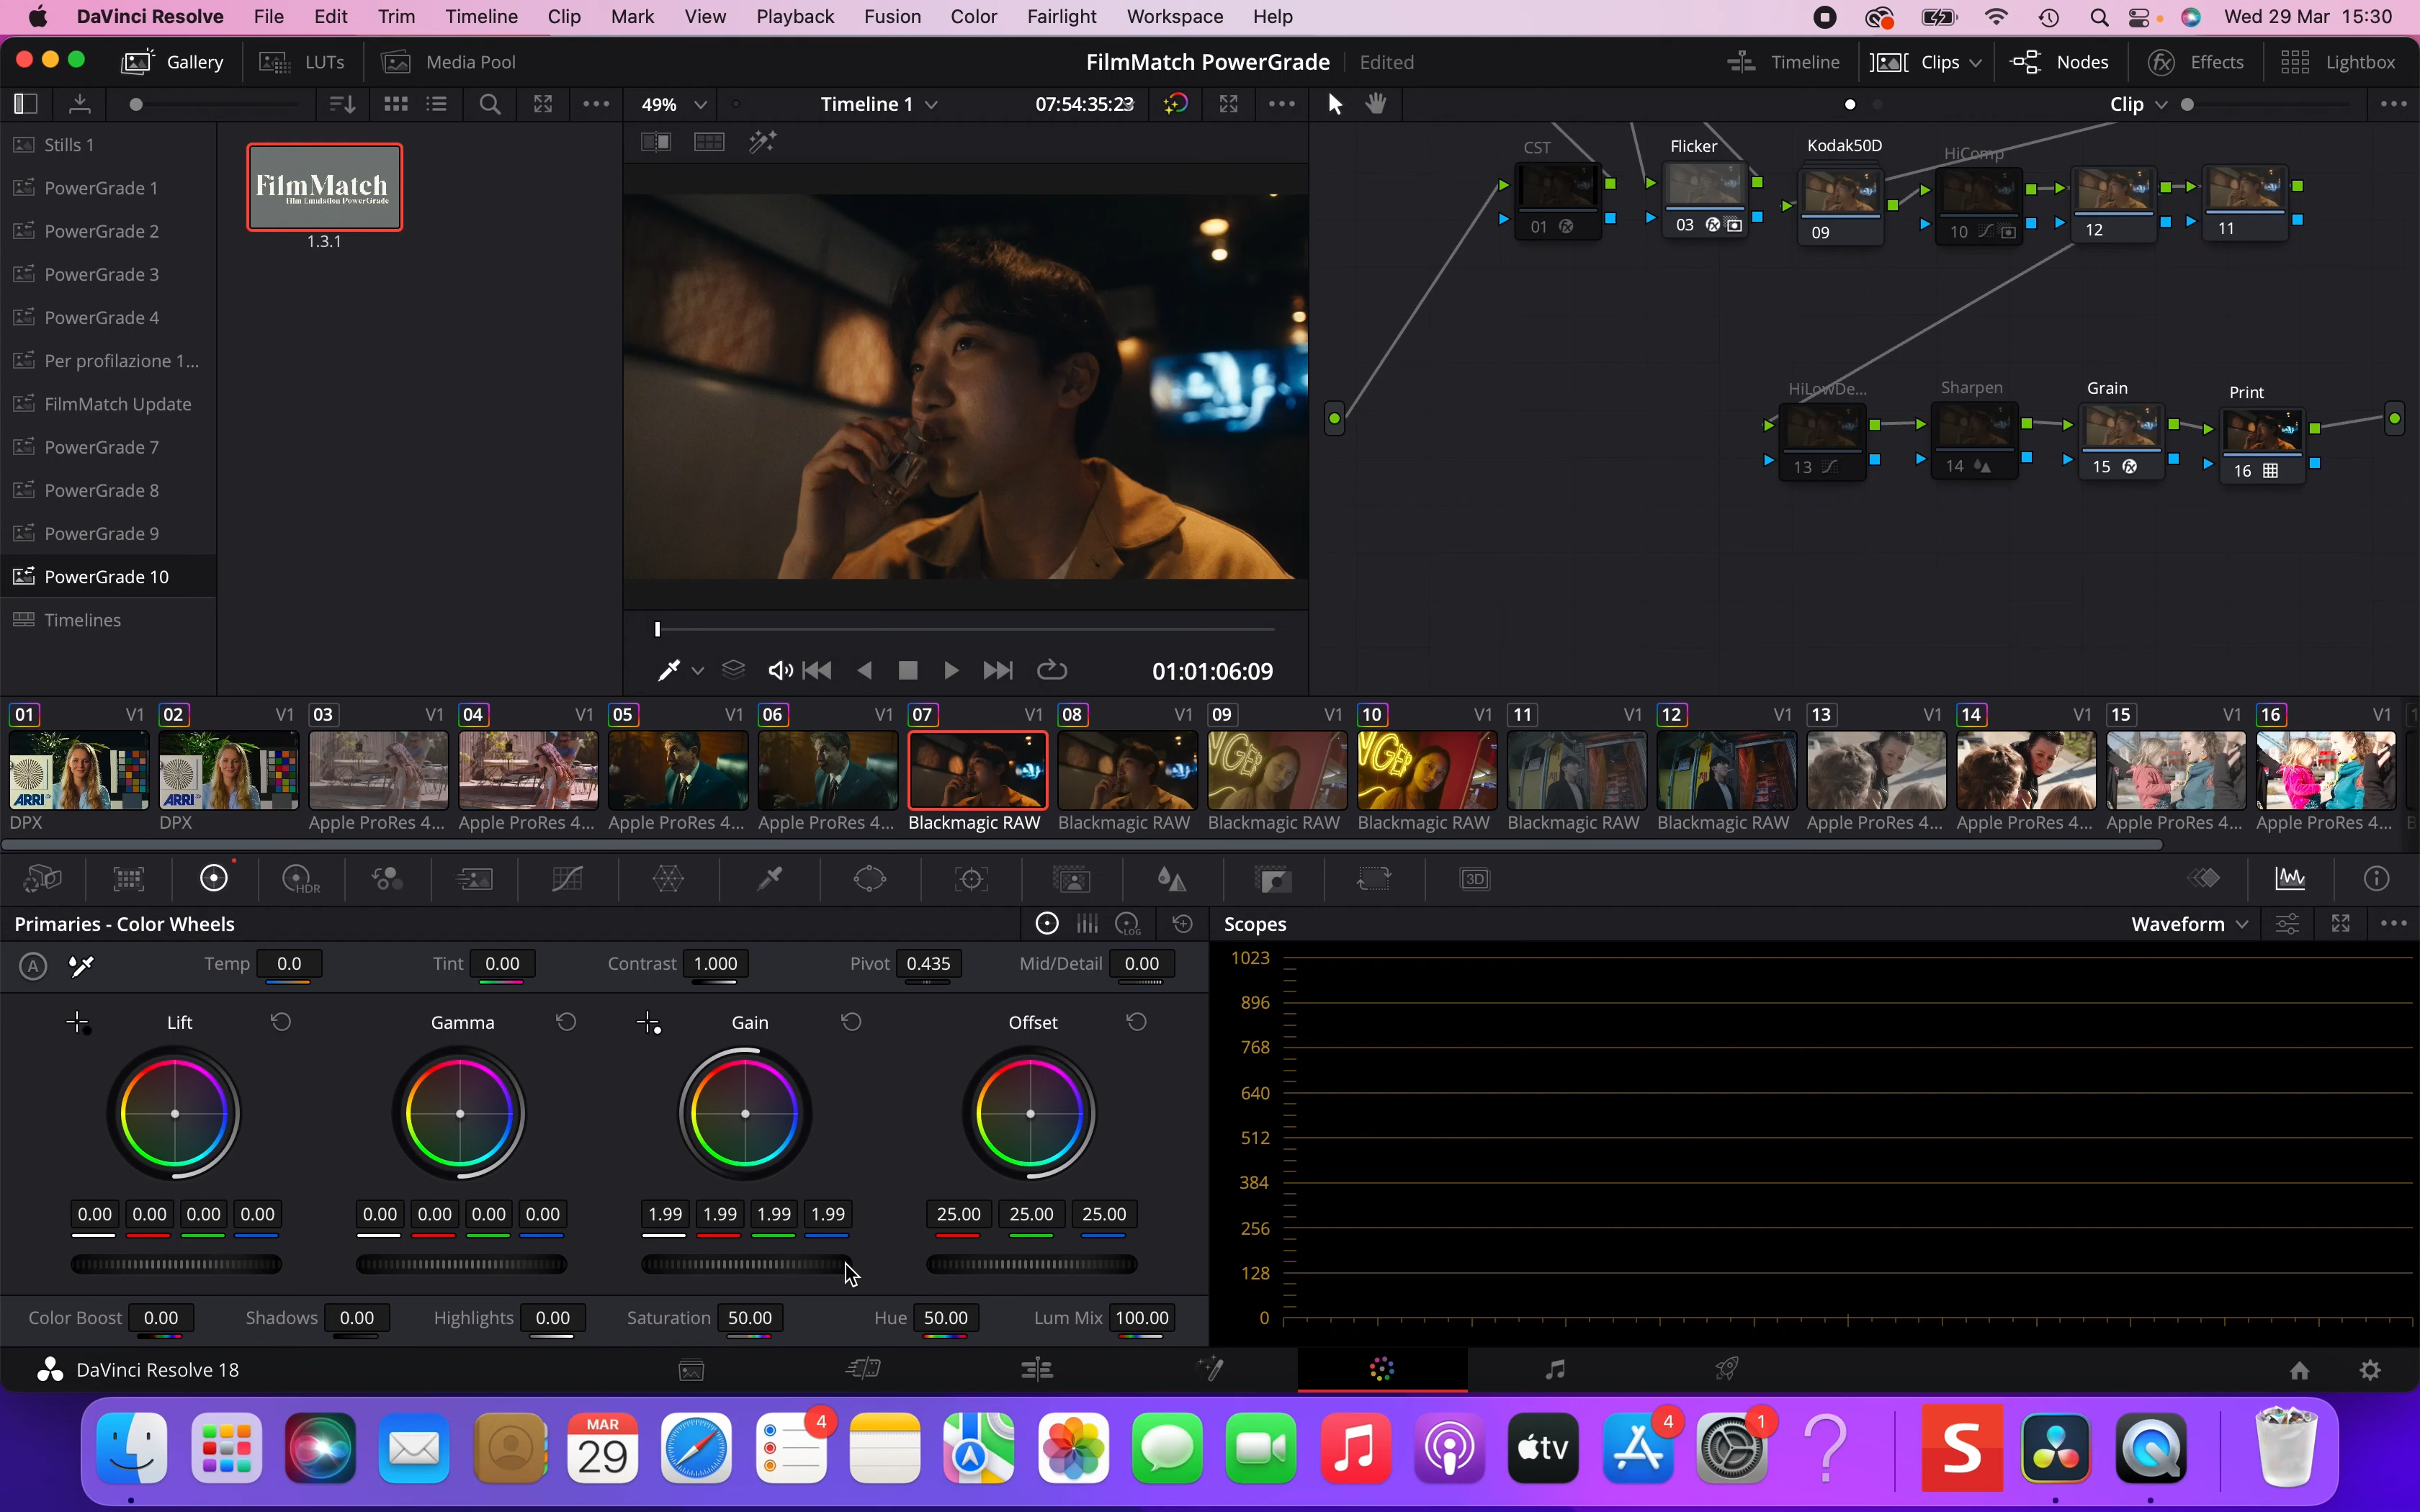 DaVinci Resolve File Edit Trim Timeline Clip Mark View Playback Fusion Color Fairlight Workspace Help Wed 29 Mar 15:30
Gallery LUTs Media Pool FilmMatch PowerGrade Edited Timeline Clips Nodes Effects Lightbox
49% Timeline 1 07:54:35:23 Clip
Stills 1
PowerGrade 1
PowerGrade 2
PowerGrade 3
PowerGrade 4
Per profilazione 1...
FilmMatch Update
PowerGrade 7
PowerGrade 8
PowerGrade 9
PowerGrade 10
Timelines
FilmMatch
Film Emulation PowerGrade
1.3.1
01:01:06:09
CST Flicker Kodak50D HiComp
01 03 09 10 12 11
HiLowDe... Sharpen Grain Print
13 14 15 16
01 V1 02 V1 03 V1 04 V1 05 V1 06 V1 07 V1 08 V1 09 V1 10 V1 11 V1 12 V1 13 V1 14 V1 15 V1 16 V1
ARRI ARRI
DPX DPX Apple ProRes 4... Apple ProRes 4... Apple ProRes 4... Apple ProRes 4... Blackmagic RAW Blackmagic RAW Blackmagic RAW Blackmagic RAW Blackmagic RAW Blackmagic RAW Apple ProRes 4... Apple ProRes 4... Apple ProRes 4... Apple ProRes 4...
HDR 3D
Primaries - Color Wheels LOG Scopes Waveform
A Temp 0.0 Tint 0.00 Contrast 1.000 Pivot 0.435 Mid/Detail 0.00
Lift Gamma Gain Offset
0.00 0.00 0.00 0.00 0.00 0.00 0.00 0.00 1.99 1.99 1.99 1.99 25.00 25.00 25.00
Color Boost 0.00 Shadows 0.00 Highlights 0.00 Saturation 50.00 Hue 50.00 Lum Mix 100.00
1023
896
768
640
512
384
256
128
0
DaVinci Resolve 18
MAR
29
4
tv
4
1
S